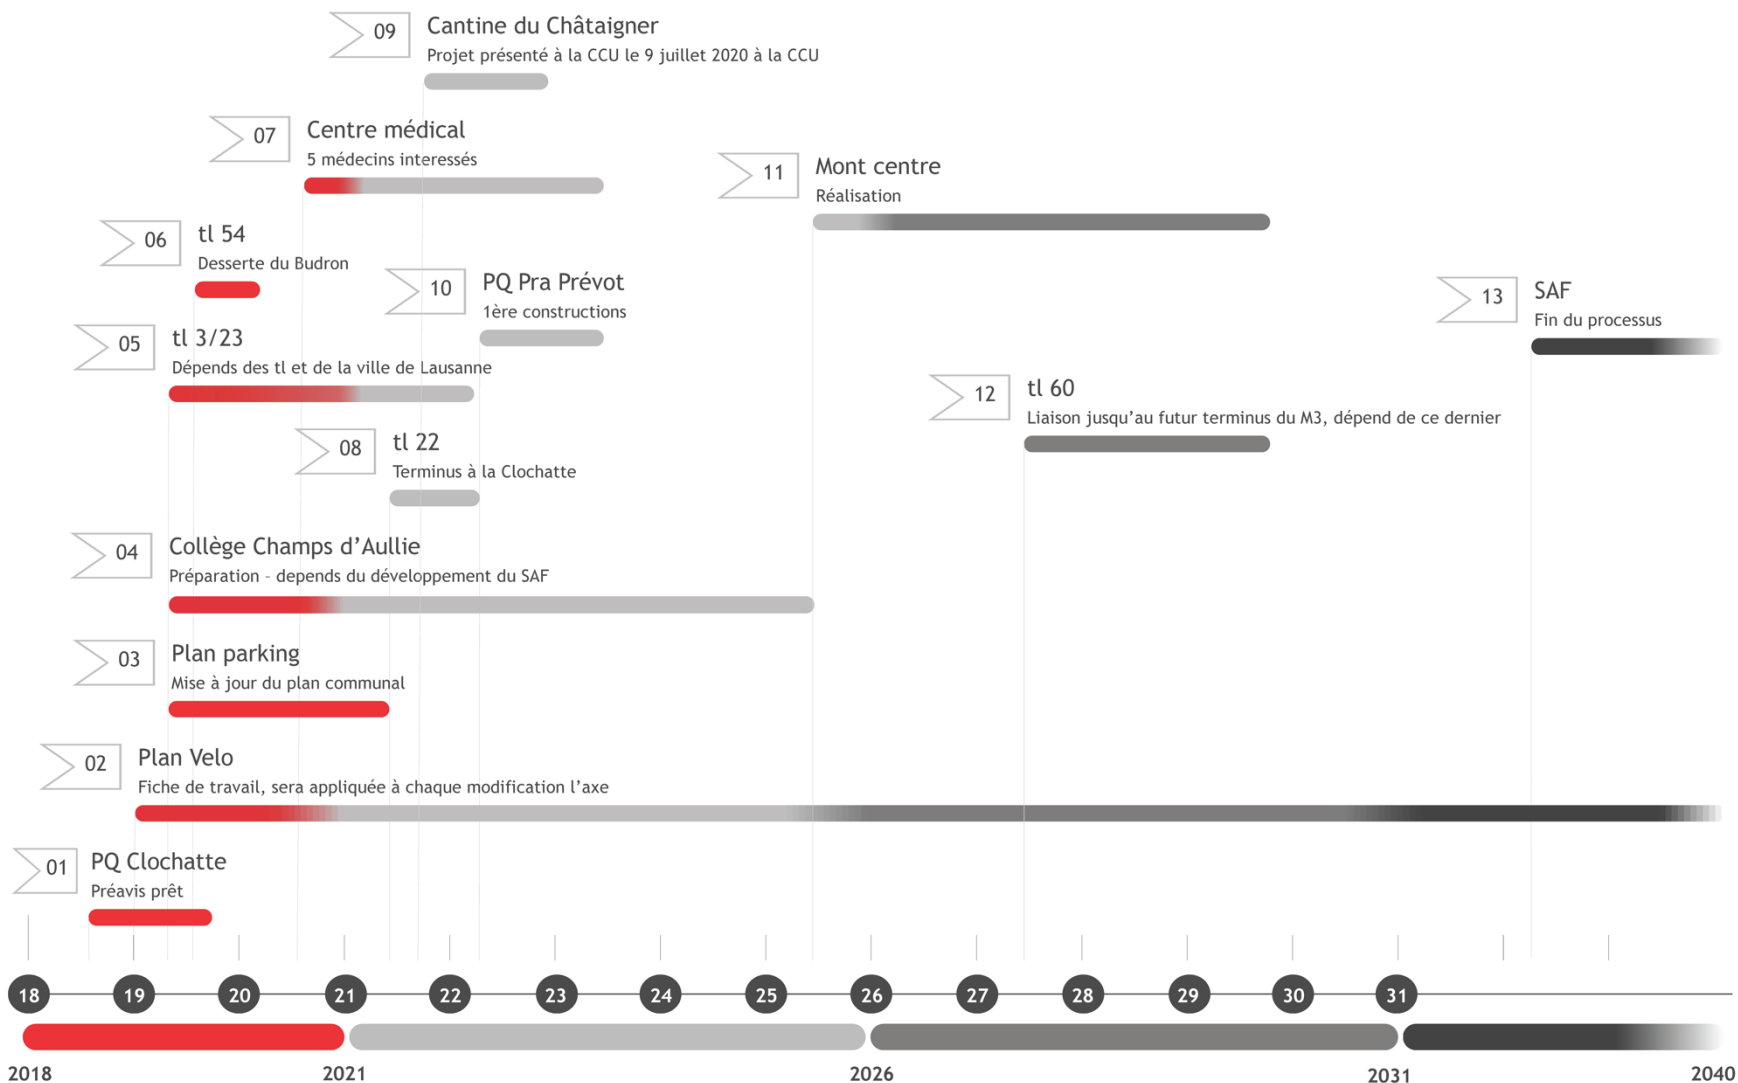 09
Cantine du Châtaigner
Projet présenté à la CCU le 9 juillet 2020 à la CCU
07
Centre médical
5 médecins interessés
11
Mont centre
Réalisation
06
tl 54
Desserte du Budron
10
PQ Pra Prévot
1ère constructions
13
SAF
Fin du processus
05
tl 3/23
Dépends des tl et de la ville de Lausanne
12
tl 60
Liaison jusqu’au futur terminus du M3, dépend de ce dernier
08
tl 22
Terminus à la Clochatte
04
Collège Champs d’Aullie
Préparation - depends du développement du SAF
03
Plan parking
Mise à jour du plan communal
02
Plan Velo
Fiche de travail, sera appliquée à chaque modification l’axe
01
PQ Clochatte
Préavis prêt
18 19 20 21 22 23 24 25 26 27 28 29 30 31
2018 2021 2026 2031 2040